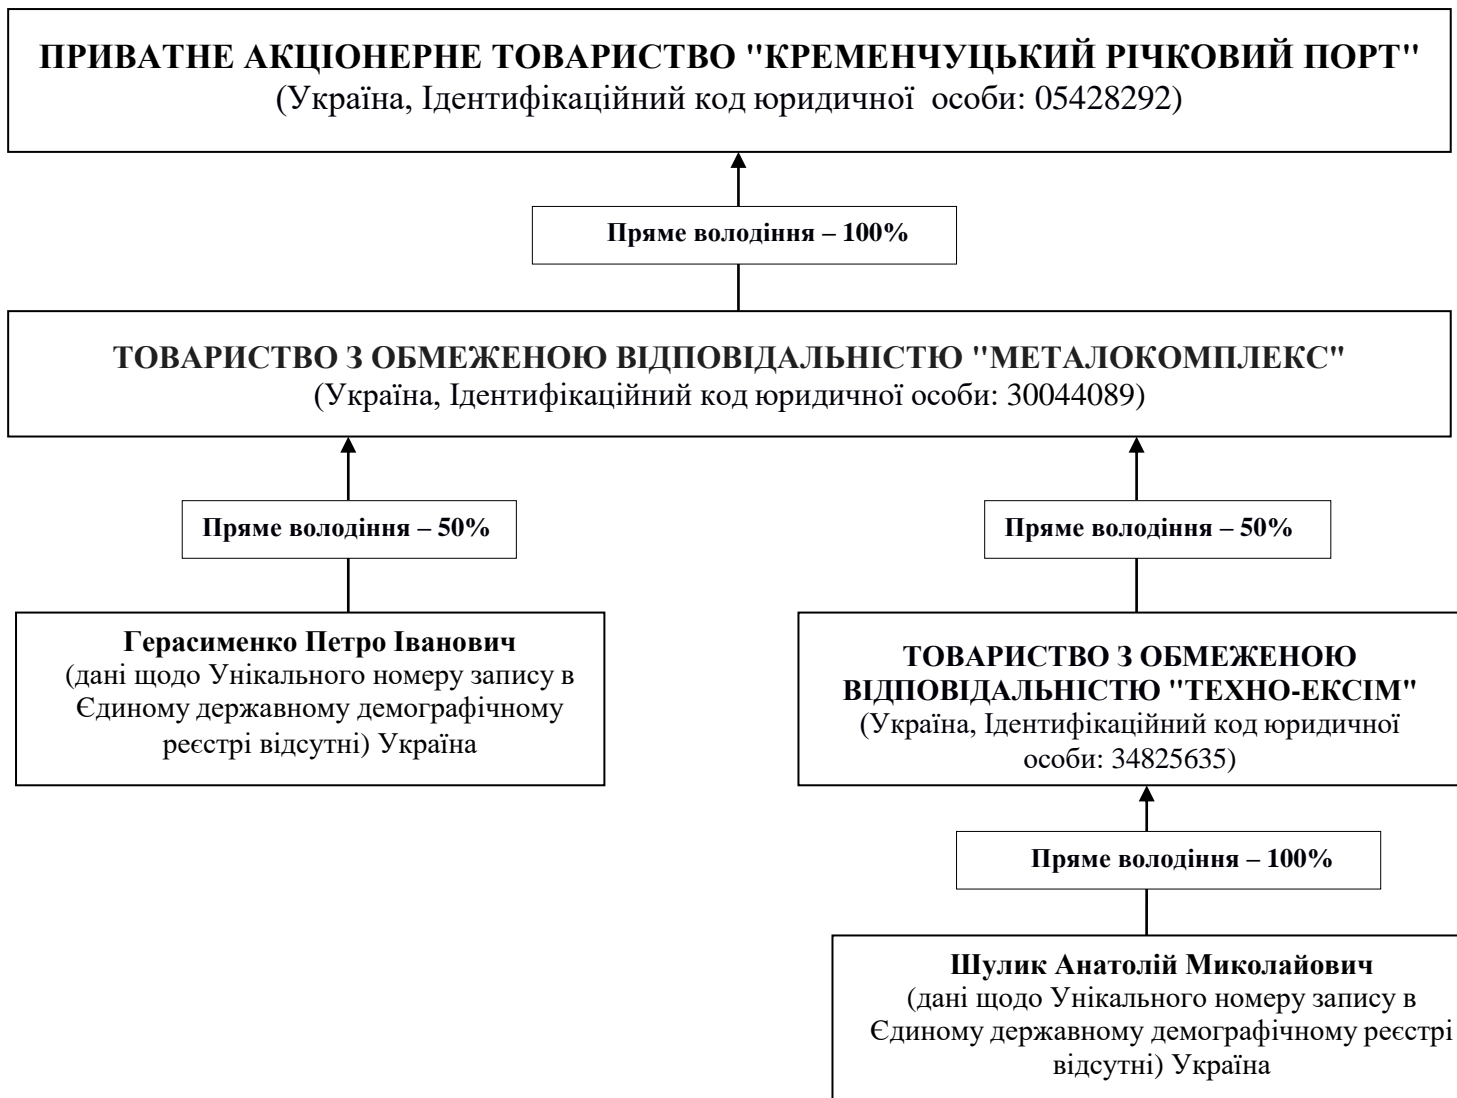 ПРИВАТНЕ АКЦІОНЕРНЕ ТОВАРИСТВО "КРЕМЕНЧУЦЬКИЙ РІЧКОВИЙ ПОРТ"
(Україна, Ідентифікаційний код юридичної особи: 05428292)
Пряме володіння – 100%
ТОВАРИСТВО З ОБМЕЖЕНОЮ ВІДПОВІДАЛЬНІСТЮ "МЕТАЛОКОМПЛЕКС"
(Україна, Ідентифікаційний код юридичної особи: 30044089)
Пряме володіння – 50%
Пряме володіння – 50%
Герасименко Петро Іванович
(дані щодо Унікального номеру запису в
Єдиному державному демографічному
реєстрі відсутні) Україна
ТОВАРИСТВО З ОБМЕЖЕНОЮ
ВІДПОВІДАЛЬНІСТЮ "ТЕХНО-ЕКСІМ"
(Україна, Ідентифікаційний код юридичної
особи: 34825635)
Пряме володіння – 100%
Шулик Анатолій Миколайович
(дані щодо Унікального номеру запису в
Єдиному державному демографічному реєстрі
відсутні) Україна